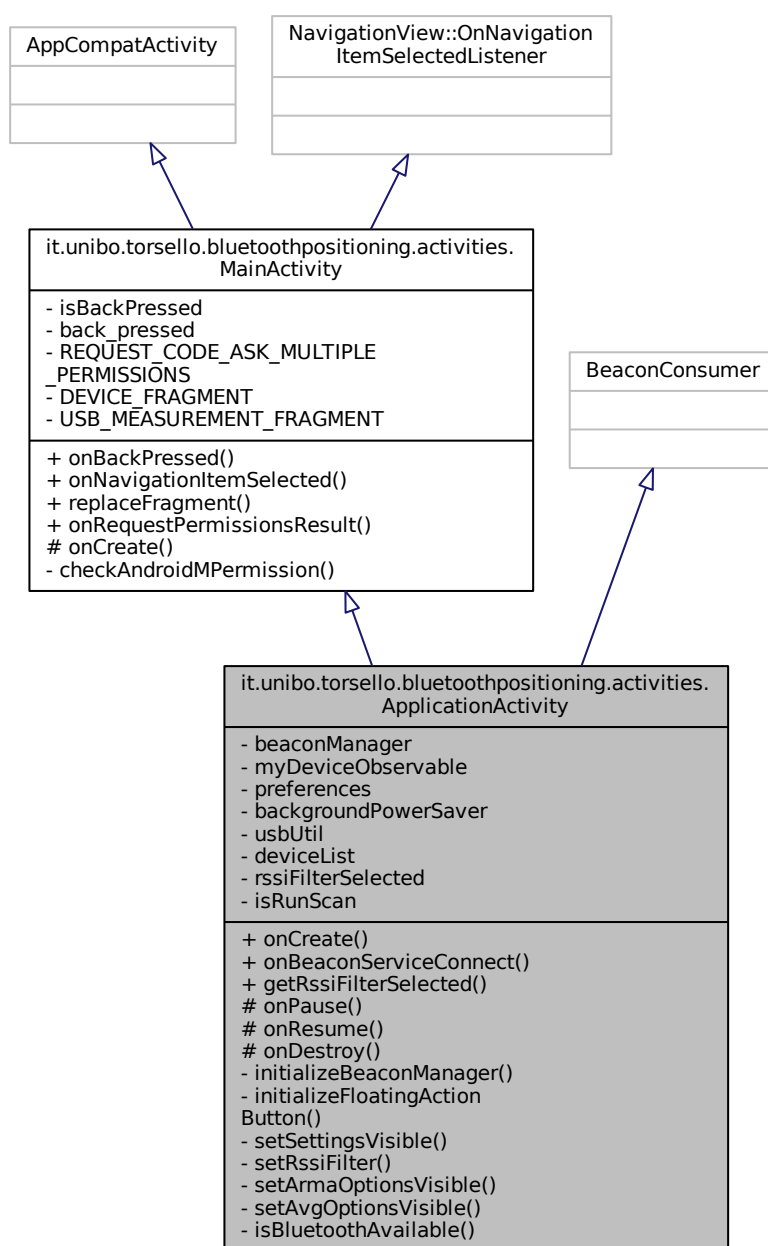 AppCompatActivity
NavigationView::OnNavigation
ItemSelectedListener
it.unibo.torsello.bluetoothpositioning.activities.
MainActivity
- isBackPressed
- back_pressed
- REQUEST_CODE_ASK_MULTIPLE
_PERMISSIONS
- DEVICE_FRAGMENT
- USB_MEASUREMENT_FRAGMENT
+ onBackPressed()
+ onNavigationItemSelected()
+ replaceFragment()
+ onRequestPermissionsResult()
# onCreate()
- checkAndroidMPermission()
BeaconConsumer
it.unibo.torsello.bluetoothpositioning.activities.
ApplicationActivity
- beaconManager
- myDeviceObservable
- preferences
- backgroundPowerSaver
- usbUtil
- deviceList
- rssiFilterSelected
- isRunScan
+ onCreate()
+ onBeaconServiceConnect()
+ getRssiFilterSelected()
# onPause()
# onResume()
# onDestroy()
- initializeBeaconManager()
- initializeFloatingAction
Button()
- setSettingsVisible()
- setRssiFilter()
- setArmaOptionsVisible()
- setAvgOptionsVisible()
- isBluetoothAvailable()